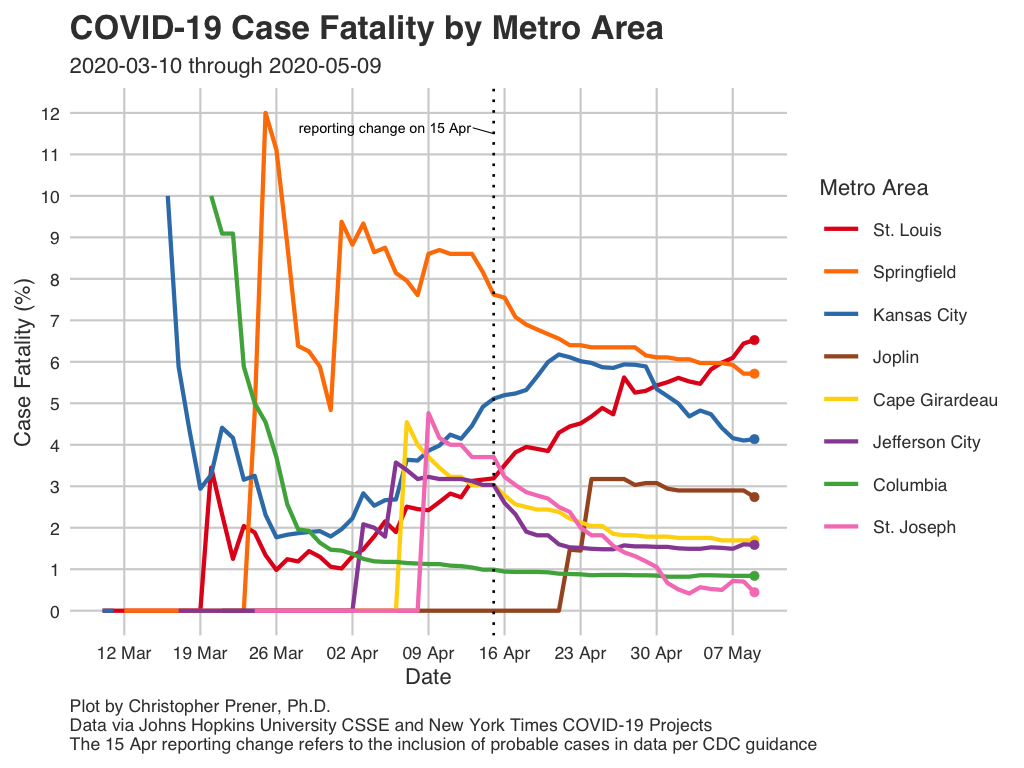 COVID-19 Case Fatality by Metro Area
2020-03-10 through 2020-05-09
12
11
10
9
8
7
6
5
4
3
2
1
0
Case Fatality (%)
reporting change on 15 Apr
12 Mar 19 Mar 26 Mar 02 Apr 09 Apr 16 Apr 23 Apr 30 Apr 07 May
Date
Metro Area
St. Louis
Springfield
Kansas City
Joplin
Cape Girardeau
Jefferson City
Columbia
St. Joseph
Plot by Christopher Prener, Ph.D.
Data via Johns Hopkins University CSSE and New York Times COVID-19 Projects
The 15 Apr reporting change refers to the inclusion of probable cases in data per CDC guidance